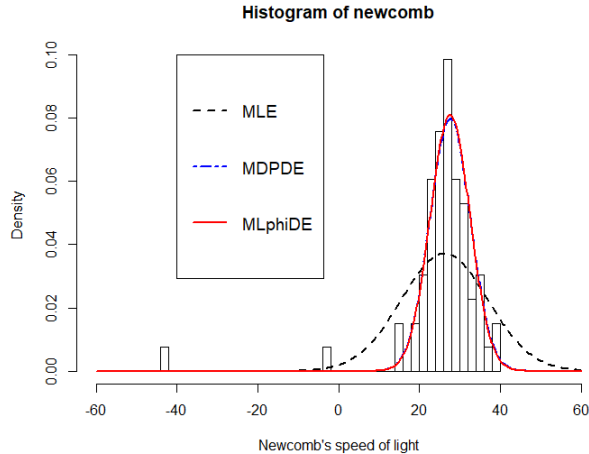 Histogram of newcomb
Density
0.10
0.08
0.06
0.04
0.02
0.00
MLE
MDPDE
MLphiDE
-60 -40 -20 0 20 40 60
Newcomb's speed of light